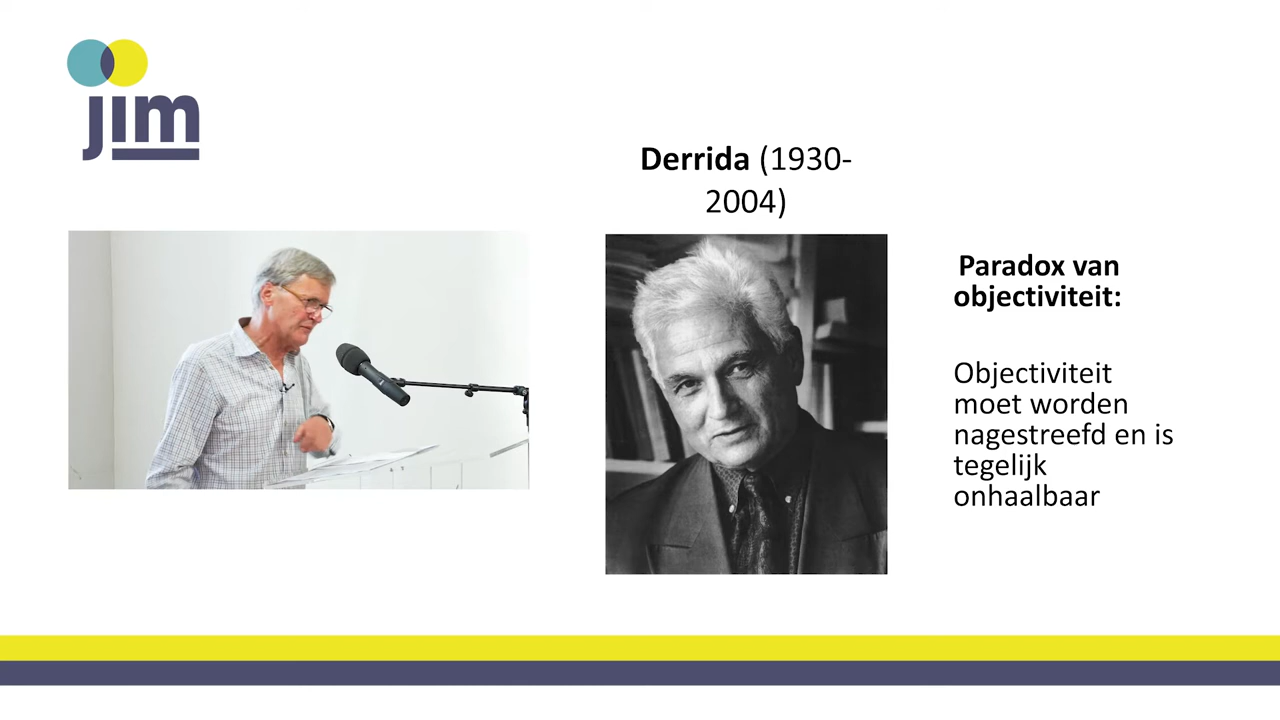 jim
Derrida (1930-
2004)
Paradox van
objectiviteit:
Objectiviteit
moet worden
nagestreefd en is
tegelijk
onhaalbaar